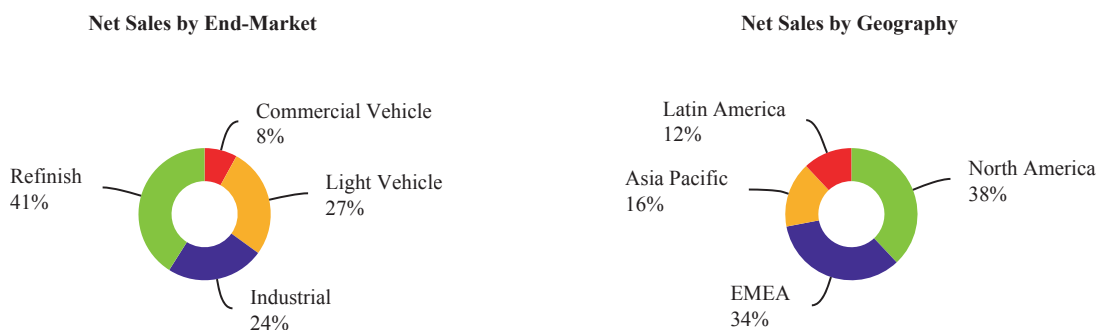 Net Sales by End-Market
Commercial Vehicle
8%
Refinish
41%
Light Vehicle
27%
Industrial
24%
Net Sales by Geography
Latin America
12%
North America
38%
Asia Pacific
16%
EMEA
34%